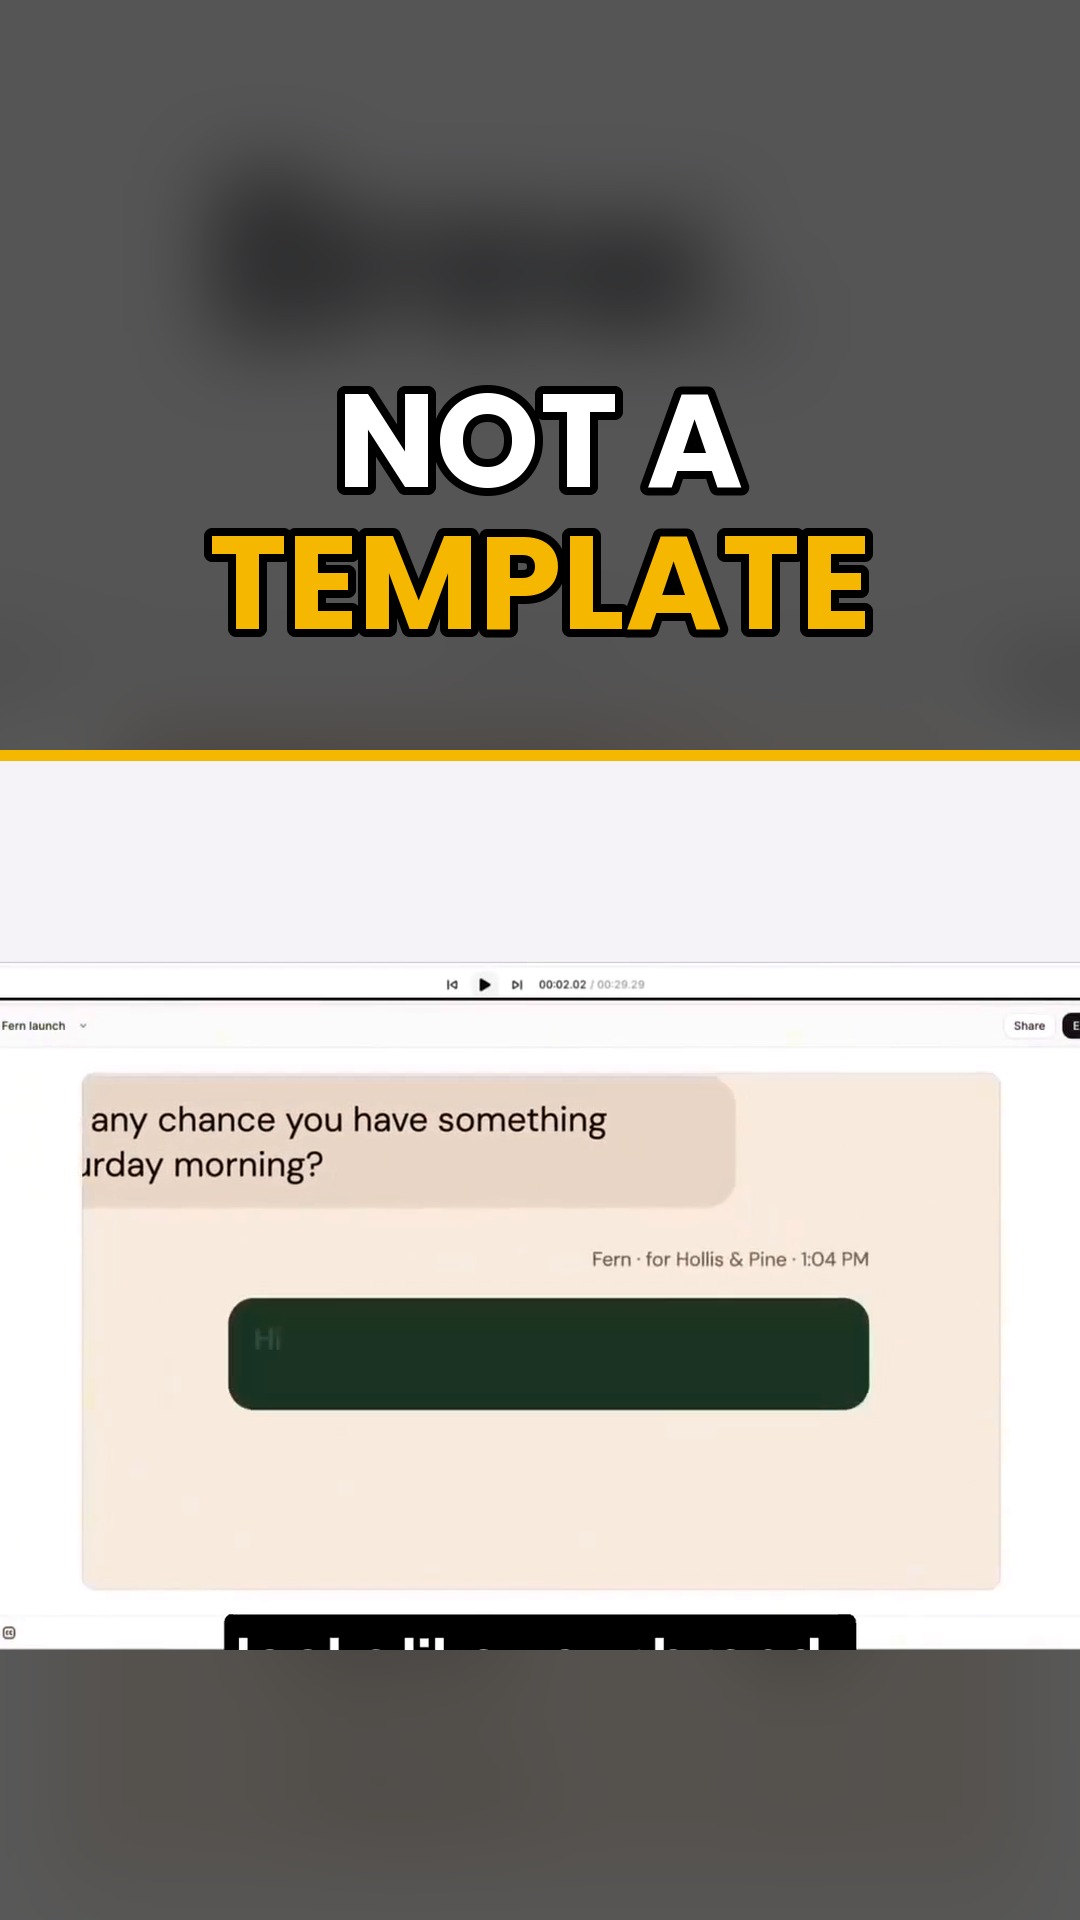 NOT A
TEMPLATE
00:02.02 / 00:29.29
Fern launch
Share
any chance you have something
urday morning?
Fern · for Hollis & Pine · 1:04 PM
Hi